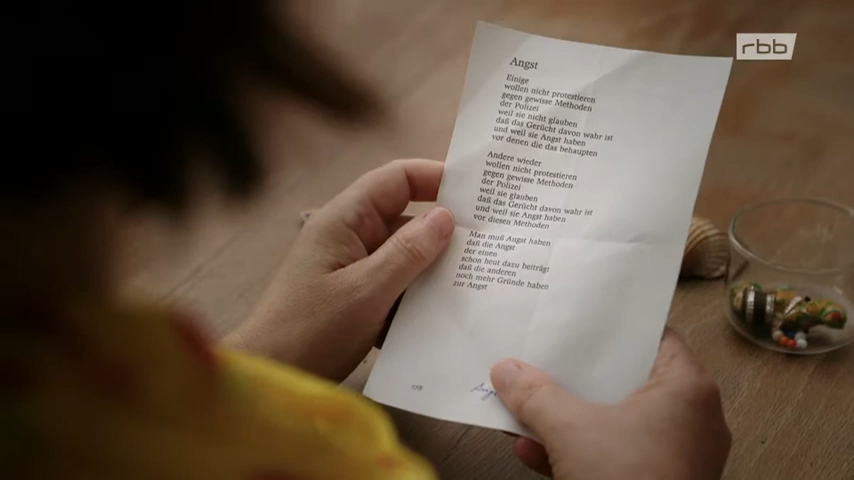 rbb
Angst
Einige
wollen nicht protestieren
gegen gewisse Methoden
der Polizei
weil sie nicht glauben
daß das Gerücht davon wahr ist
und weil sie Angst haben
vor denen die das behaupten
Andere wieder
wollen nicht protestieren
gegen gewisse Methoden
der Polizei
weil sie glauben
daß das Gerücht davon wahr ist
und weil sie Angst haben
vor diesen Methoden
Man muß Angst haben
daß die Angst
der einen
schon heut dazu beiträgt
daß die anderen
noch mehr Gründe haben
zur Angst